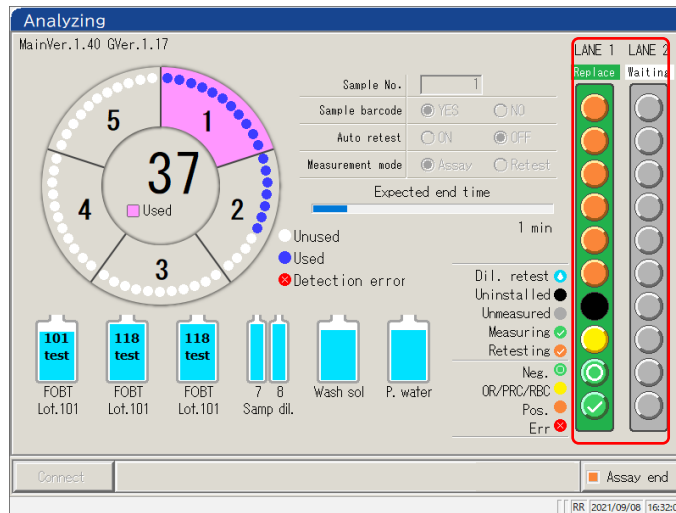 Analyzing
MainVer.1.40 GVer.1.17
LANE 1 LANE 2
Replace Waiting
Sample No. 1
Sample barcode YES NO
Auto retest ON OFF
Measurement mode Assay Retest
Expected end time
1 min
5 1
37
Used
4 2
3
Unused
Used
Detection error
Dil. retest
Uninstalled
Unmeasured
Measuring
Retesting
Neg.
OR/PRC/RBC
Pos.
Err
101 test
118 test
118 test
FOBT Lot.101
FOBT Lot.101
FOBT Lot.101
7 8
Samp dil.
Wash sol
P. water
Connect
Assay end
RR 2021/09/08 16:32:0